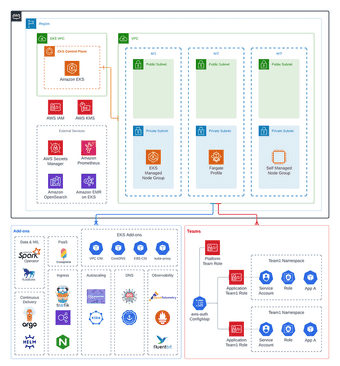 aws
Region
EKS VPC
VPC
EKS Control Plane
Amazon EKS
AWS IAM
AWS KMS
External Services
AWS Secrets
Manager
Amazon
Prometheus
Amazon
OpenSearch
Amazon EMR
on EKS
AZ1
AZ2
AZ3
Public Subnet
Public Subnet
Public Subnet
Private Subnet
Private Subnet
Private Subnet
EKS
Managed
Node Group
Fargate
Profile
Self Managed
Node Group
Add-ons
Data & ML
Spark
Operator
PaaS
EKS Add-ons
VPC CNI
CoreDNS
kube-proxy
Continuous
Delivery
argo
HELM
Ingress
Autoscaling
DNS
Observability
fluentbit
Teams
Platform
Team Role
aws-auth
ConfigMap
Application
Team1 Role
Application
Team1 Role
Team1 Namespace
Service
Account
Role
App A
Team1 Namespace
Service
Account
Role
App A